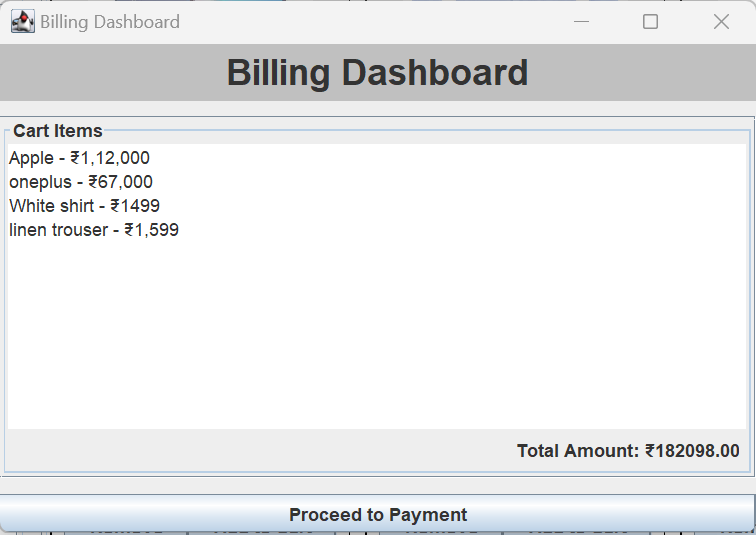 Billing Dashboard
Billing Dashboard
Cart Items
Apple - ₹1,12,000
oneplus - ₹67,000
White shirt - ₹1499
linen trouser - ₹1,599
Total Amount: ₹182098.00
Proceed to Payment